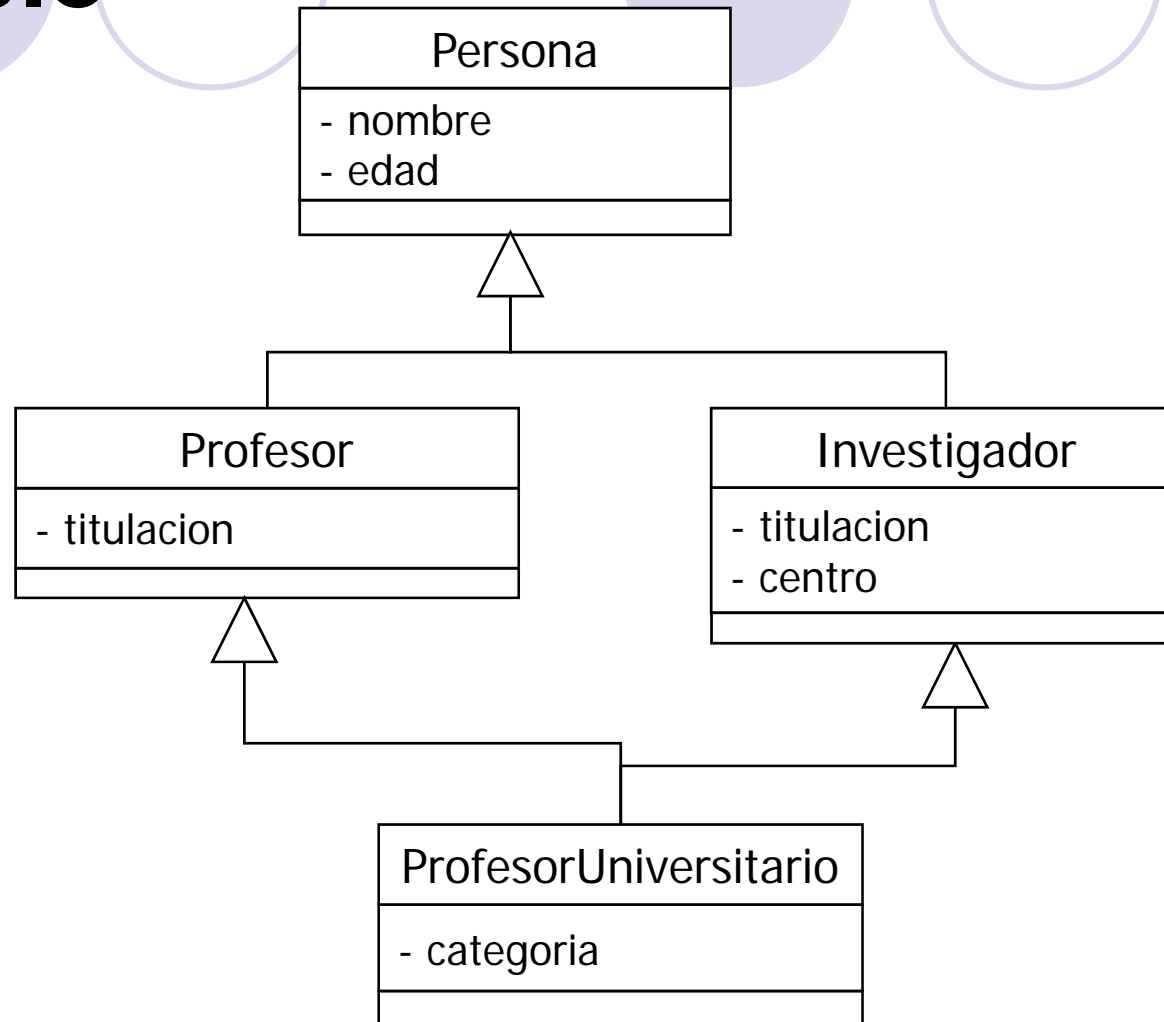 Persona
- nombre
- edad
Profesor
- titulacion
Investigador
- titulacion
- centro
ProfesorUniversitario
- categoria